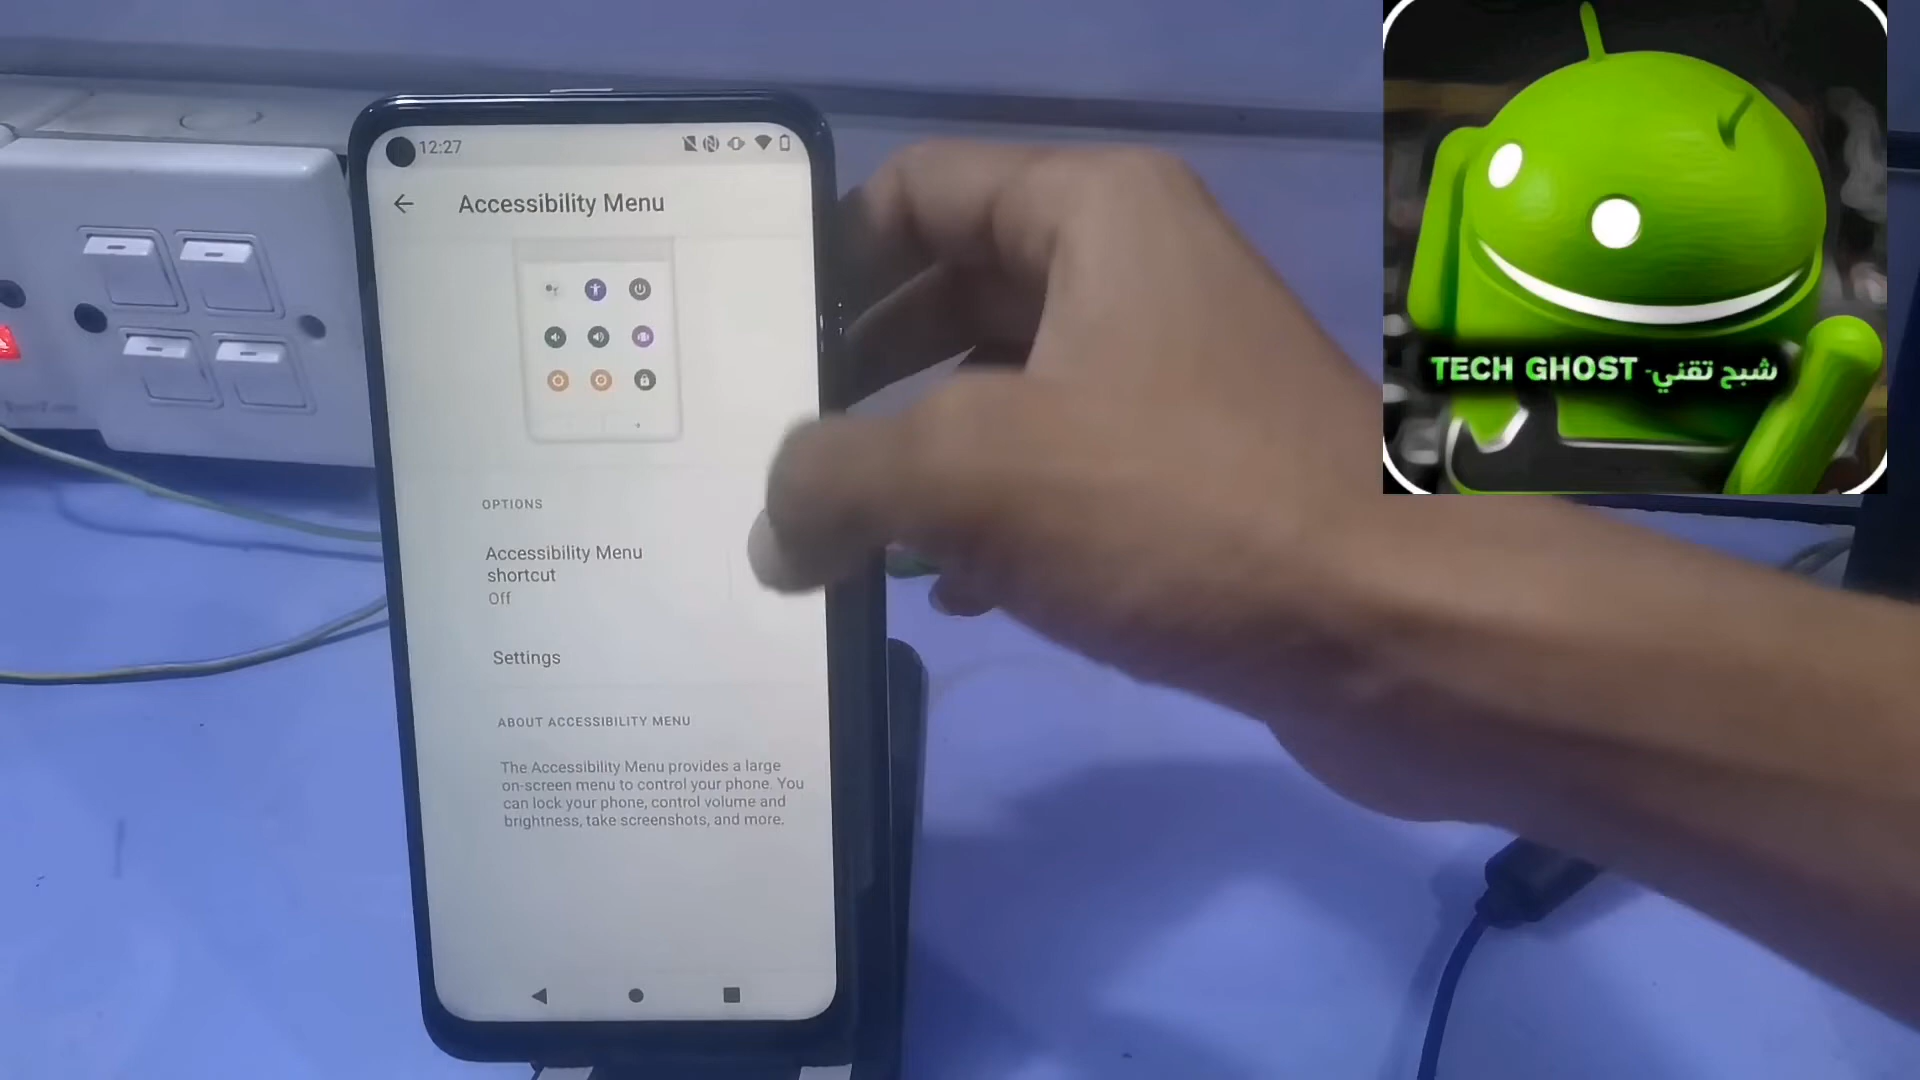 12:27
Accessibility Menu
OPTIONS
Accessibility Menu
shortcut
Off
Settings
ABOUT ACCESSIBILITY MENU
The Accessibility Menu provides a large
on-screen menu to control your phone. You
can lock your phone, control volume and
brightness, take screenshots, and more.
TECH GHOST - شبح تقني